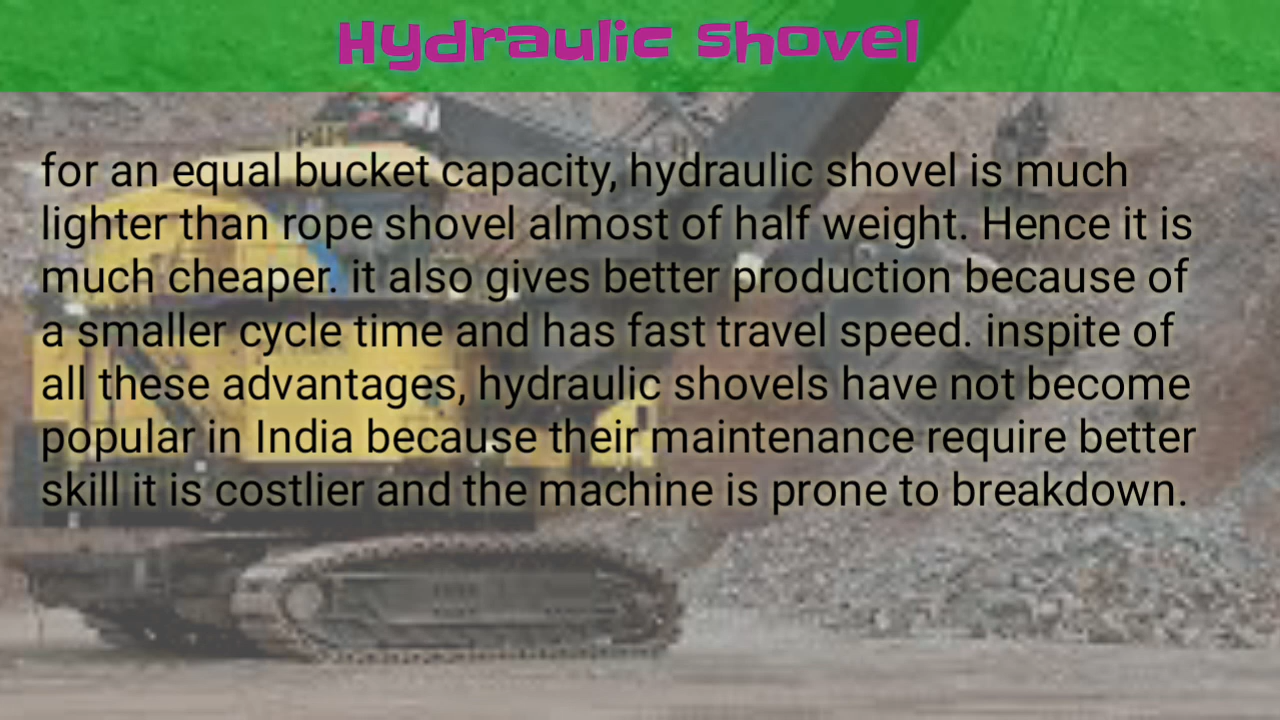 Hydraulic shovel
for an equal bucket capacity, hydraulic shovel is much
lighter than rope shovel almost of half weight. Hence it is
much cheaper. it also gives better production because of
a smaller cycle time and has fast travel speed. inspite of
all these advantages, hydraulic shovels have not become
popular in India because their maintenance require better
skill it is costlier and the machine is prone to breakdown.